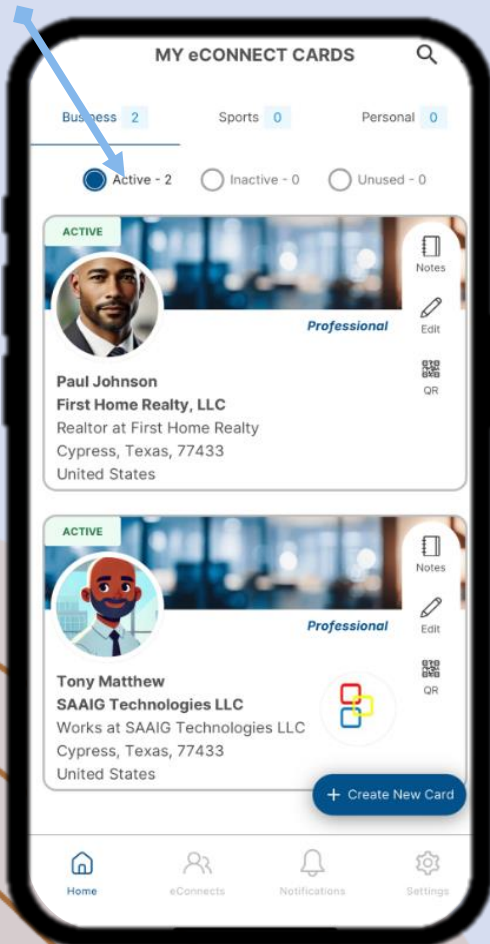 MY eCONNECT CARDS
Business 2 Sports 0 Personal 0
Active - 2 Inactive - 0 Unused - 0
ACTIVE
Notes
Professional
Edit
QR
Paul Johnson
First Home Realty, LLC
Realtor at First Home Realty
Cypress, Texas, 77433
United States
ACTIVE
Notes
Professional
Edit
QR
Tony Matthew
SAAIG Technologies LLC
Works at SAAIG Technologies LLC
Cypress, Texas, 77433
United States
+ Create New Card
Home eConnects Notifications Settings